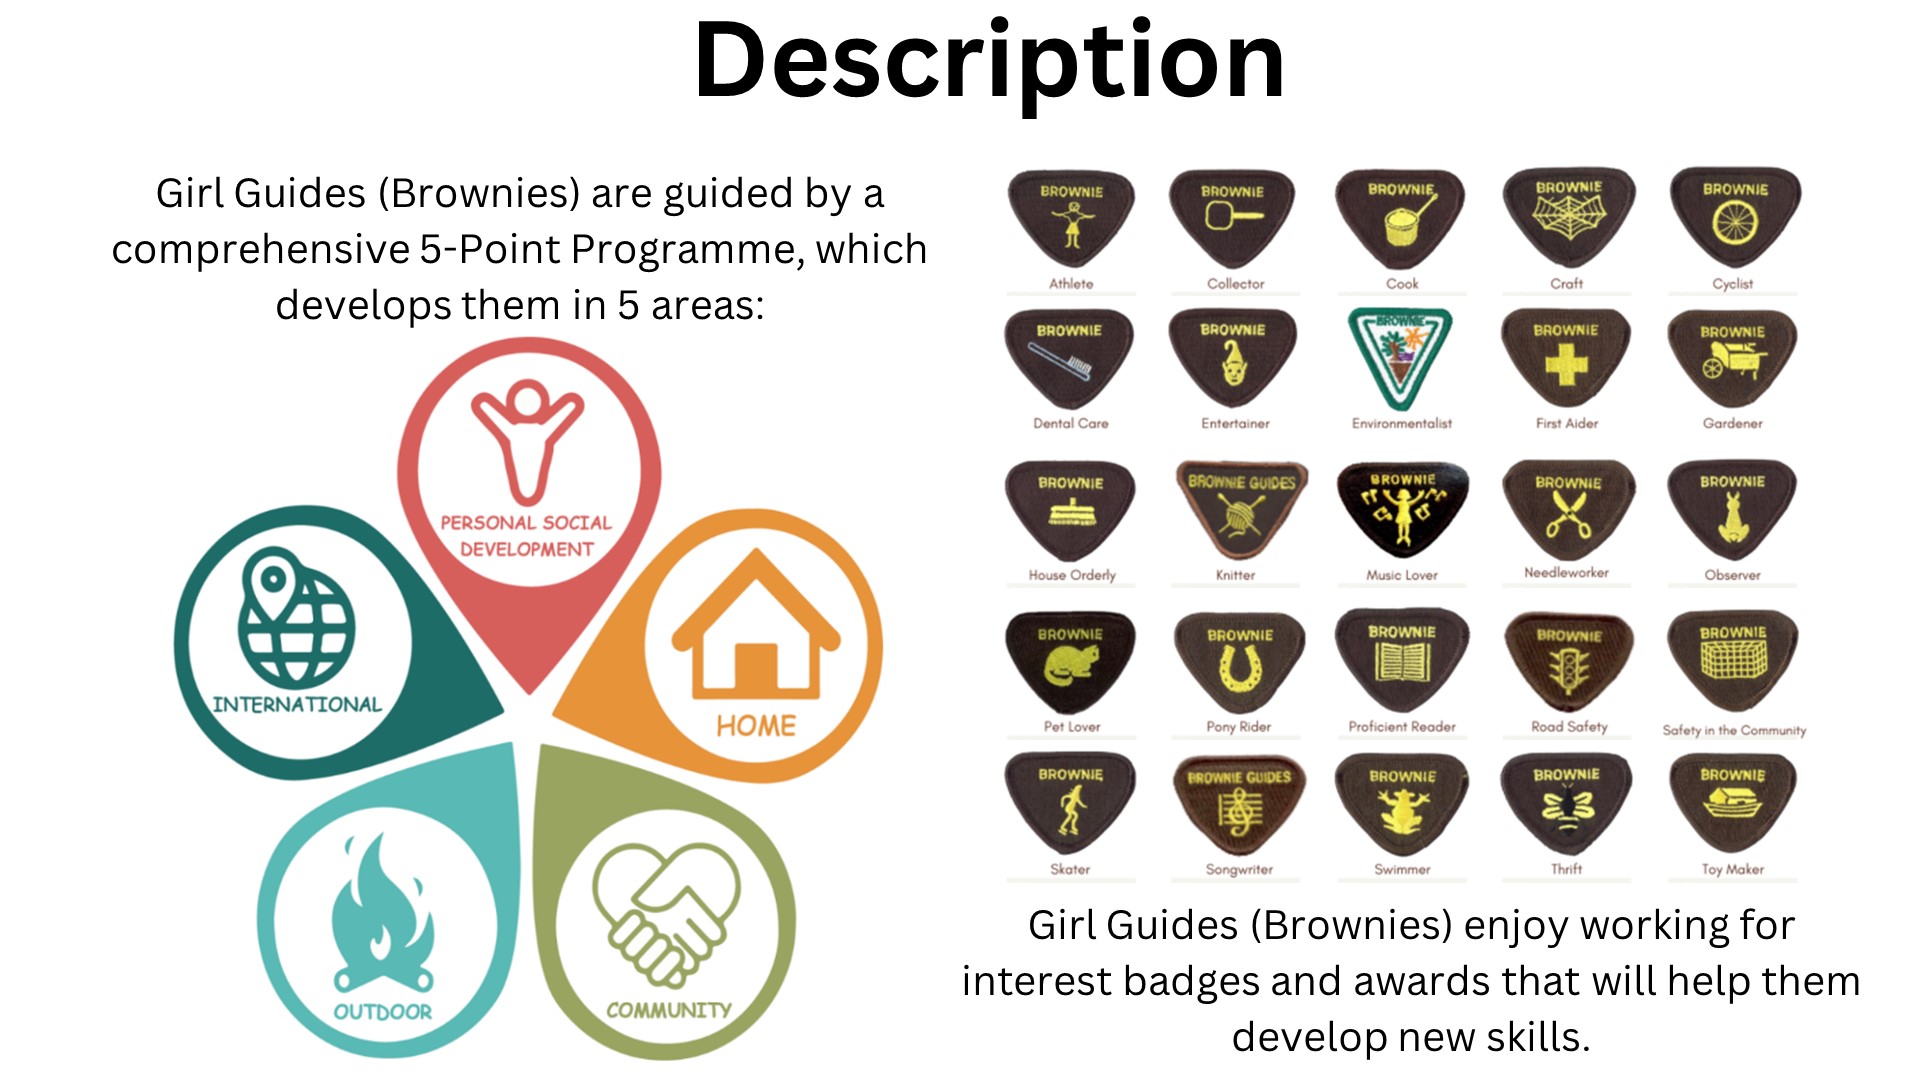 Description
Girl Guides (Brownies) are guided by a
comprehensive 5-Point Programme, which
develops them in 5 areas:
PERSONAL SOCIAL
DEVELOPMENT
INTERNATIONAL
HOME
OUTDOOR
COMMUNITY
BROWNIE BROWNIE BROWNIE BROWNIE BROWNIE
Athlete Collector Cook Craft Cyclist
BROWNIE BROWNIE BROWNIE BROWNIE BROWNIE
Dental Care Entertainer Environmentalist First Aider Gardener
BROWNIE BROWNIE GUIDES BROWNIE BROWNIE BROWNIE
House Orderly Knitter Music Lover Needleworker Observer
BROWNIE BROWNIE BROWNIE BROWNIE BROWNIE
Pet Lover Pony Rider Proficient Reader Road Safety Safety in the Community
BROWNIE BROWNIE GUIDES BROWNIE BROWNIE BROWNIE
Skater Songwriter Swimmer Thrift Toy Maker
Girl Guides (Brownies) enjoy working for
interest badges and awards that will help them
develop new skills.